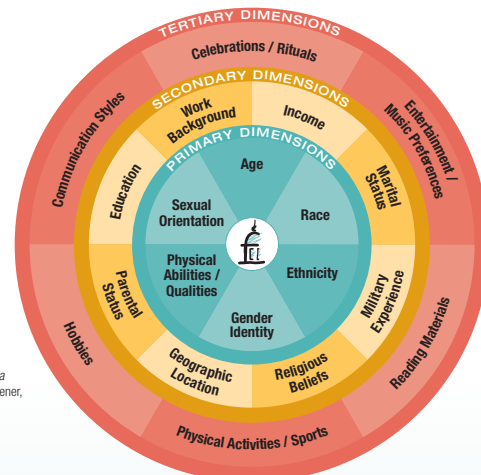 TERTIARY DIMENSIONS
Celebrations / Rituals
Entertainment /
Music Preferences
Reading Materials
Physical Activities / Sports
Hobbies
Communication Styles
SECONDARY DIMENSIONS
Work
Background
Income
Marital
Status
Military
Experience
Religious
Beliefs
Geographic
Location
Parental
Status
Education
PRIMARY DIMENSIONS
Age
Race
Ethnicity
Gender
Identity
Physical
Abilities /
Qualities
Sexual
Orientation
a
ener,